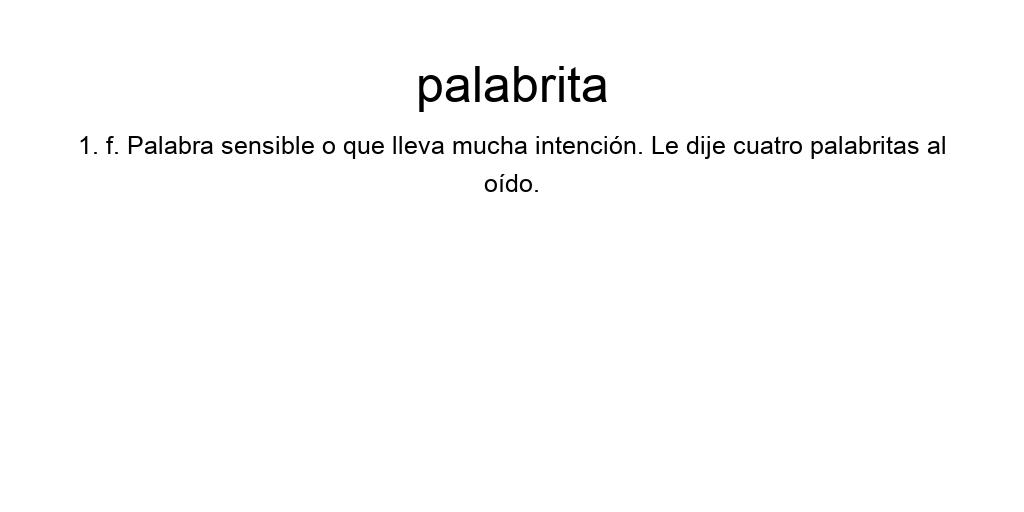 palabrita
1. f. Palabra sensible o que lleva mucha intención. Le dije cuatro palabritas al
oído.